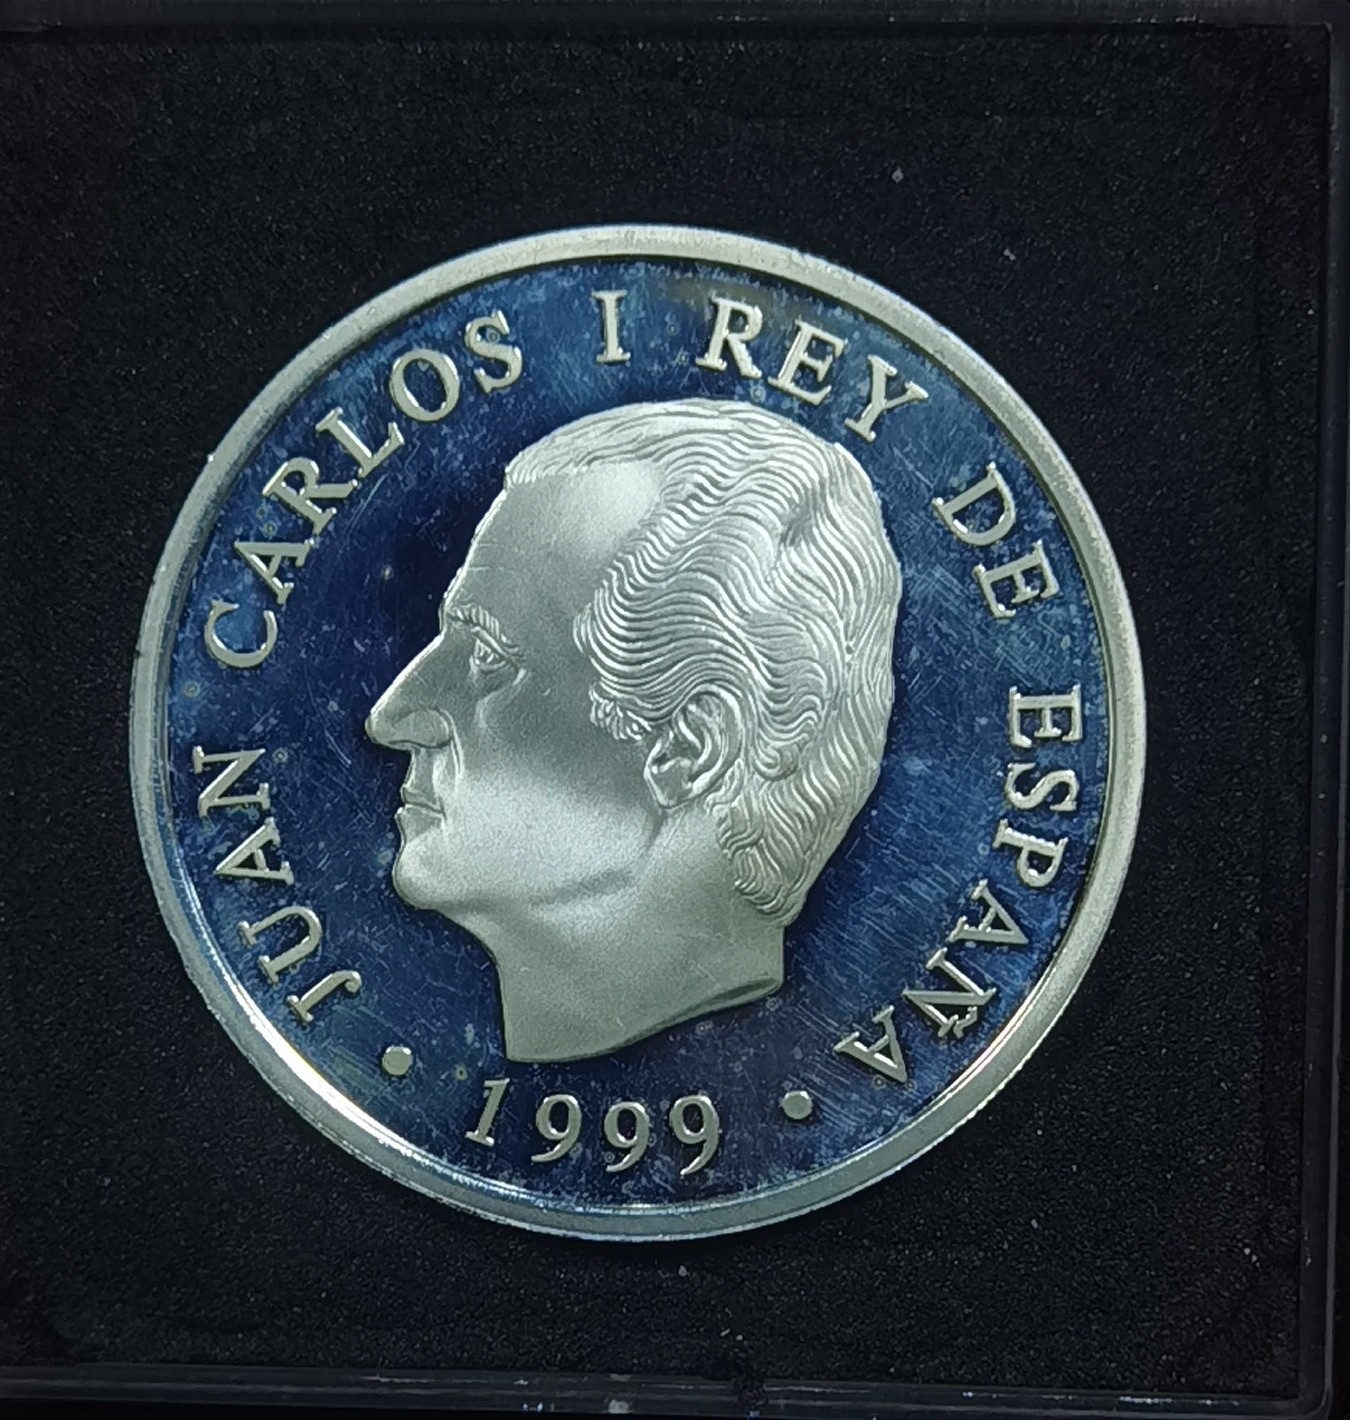 JUAN CARLOS I REY DE ESPAÑA
• 1999 •